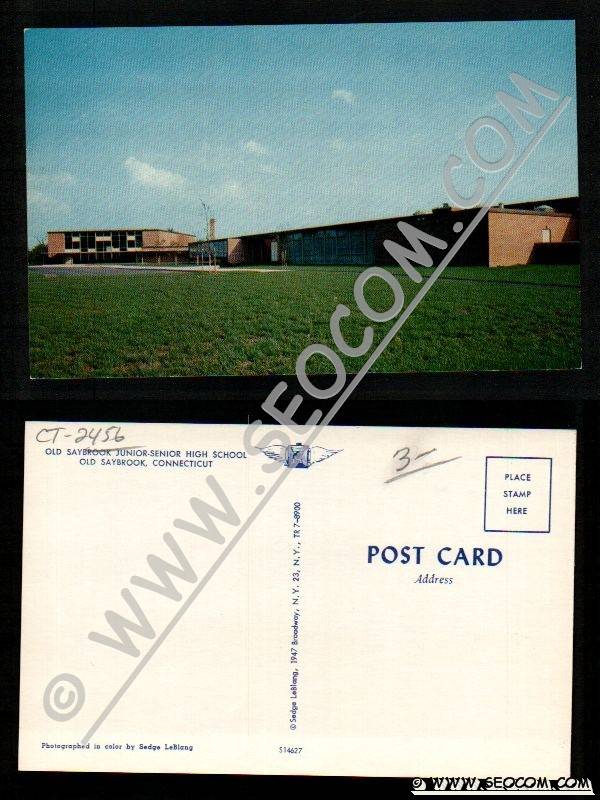 © WWW.SEOCOM.COM
CT-2456
OLD SAYBROOK JUNIOR-SENIOR HIGH SCHOOL
OLD SAYBROOK, CONNECTICUT
3-
PLACE
STAMP
HERE
POST CARD
Address
© Sedge LeBlang, 1947 Broadway, N. Y. 23, N. Y., TR 7-8900
Photographed in color by Sedge LeBlang
S14627
© WWW.SEOCOM.COM